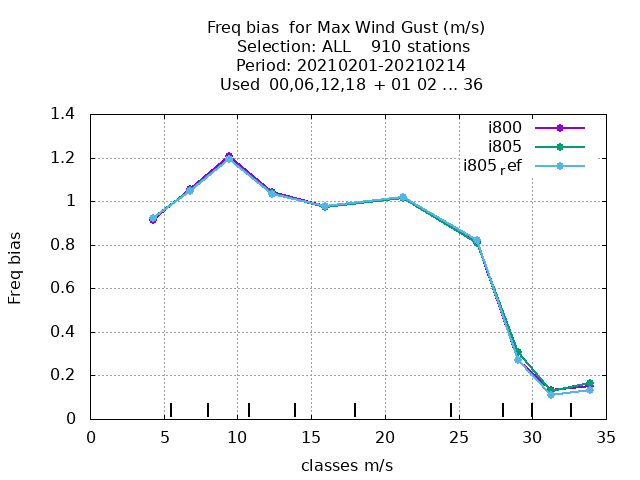 Freq bias for Max Wind Gust (m/s)
Selection: ALL 910 stations
Period: 20210201-20210214
Used 00,06,12,18 + 01 02 ... 36
i800
i805
i805ref
1.4
1.2
1
0.8
0.6
0.4
0.2
0
Freq bias
0 5 10 15 20 25 30 35
classes m/s